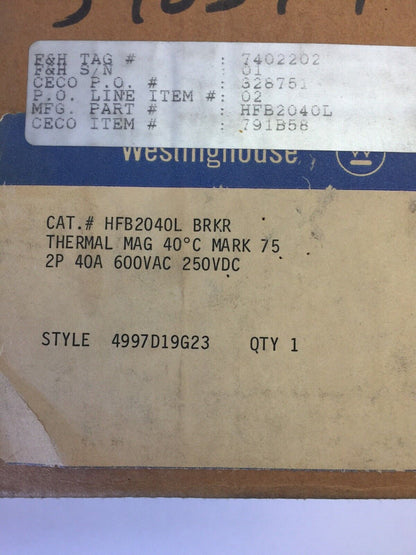 F&H TAG # : 7402202
F&H S/N : 01
CECO P.O. # : 328751
P.O. LINE ITEM #: 02
MFG. PART # : HFB2040L
CECO ITEM # : 791B58
Westinghouse
CAT.# HFB2040L BRKR
THERMAL MAG 40°C MARK 75
2P 40A 600VAC 250VDC
STYLE 4997D19G23 QTY 1